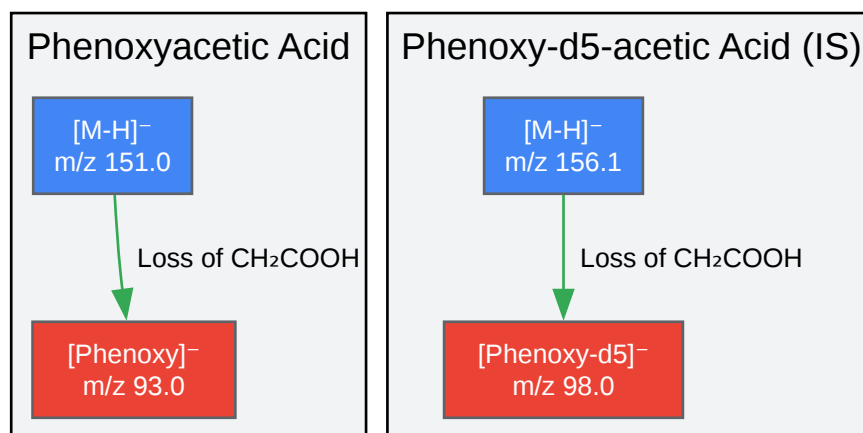 Phenoxyacetic Acid
[M-H]⁻
m/z 151.0
Loss of CH₂COOH
[Phenoxy]⁻
m/z 93.0
Phenoxy-d5-acetic Acid (IS)
[M-H]⁻
m/z 156.1
Loss of CH₂COOH
[Phenoxy-d5]⁻
m/z 98.0